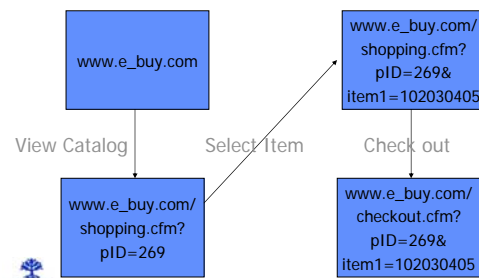 www.e_buy.com
View Catalog
www.e_buy.com/
shopping.cfm?
pID=269
Select Item
www.e_buy.com/
shopping.cfm?
pID=269&
item1=102030405
Check out
www.e_buy.com/
checkout.cfm?
pID=269&
item1=102030405